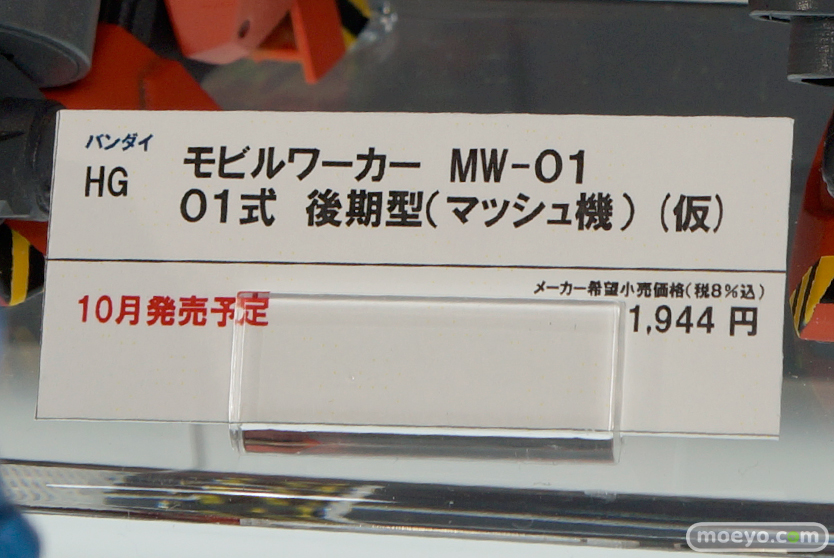 バンダイ
HG
モビルワーカー MW-01
01式 後期型(マッシュ機)(仮)
10月発売予定
メーカー希望小売価格(税8%込)
1,944 円
moeyo.com